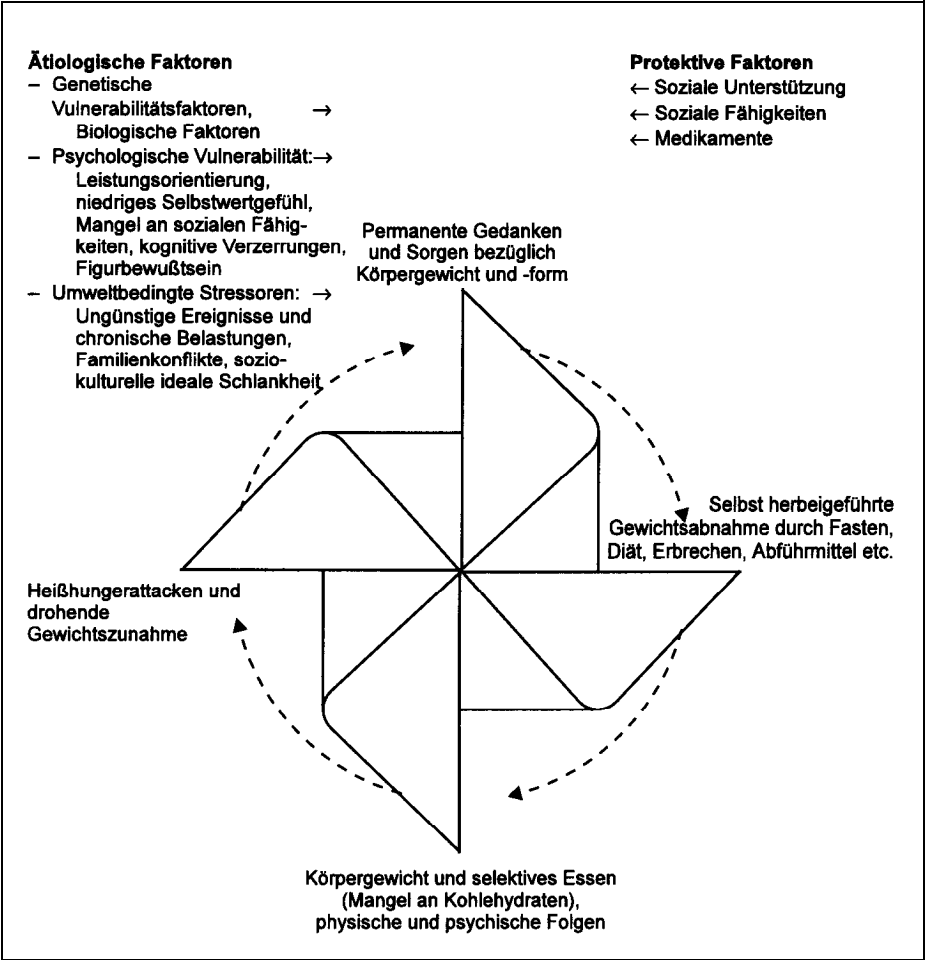 Ätiologische Faktoren
– Genetische
Vulnerabilitätsfaktoren, →
Biologische Faktoren
– Psychologische Vulnerabilität:→
Leistungsorientierung,
niedriges Selbstwertgefühl,
Mangel an sozialen Fähig-
keiten, kognitive Verzerrungen,
Figurbewußtsein
– Umweltbedingte Stressoren: →
Ungünstige Ereignisse und
chronische Belastungen,
Familienkonflikte, sozio-
kulturelle ideale Schlankheit
Protektive Faktoren
← Soziale Unterstützung
← Soziale Fähigkeiten
← Medikamente
Permanente Gedanken
und Sorgen bezüglich
Körpergewicht und -form
Selbst herbeigeführte
Gewichtsabnahme durch Fasten,
Diät, Erbrechen, Abführmittel etc.
Heißhungerattacken und
drohende
Gewichtszunahme
Körpergewicht und selektives Essen
(Mangel an Kohlehydraten),
physische und psychische Folgen